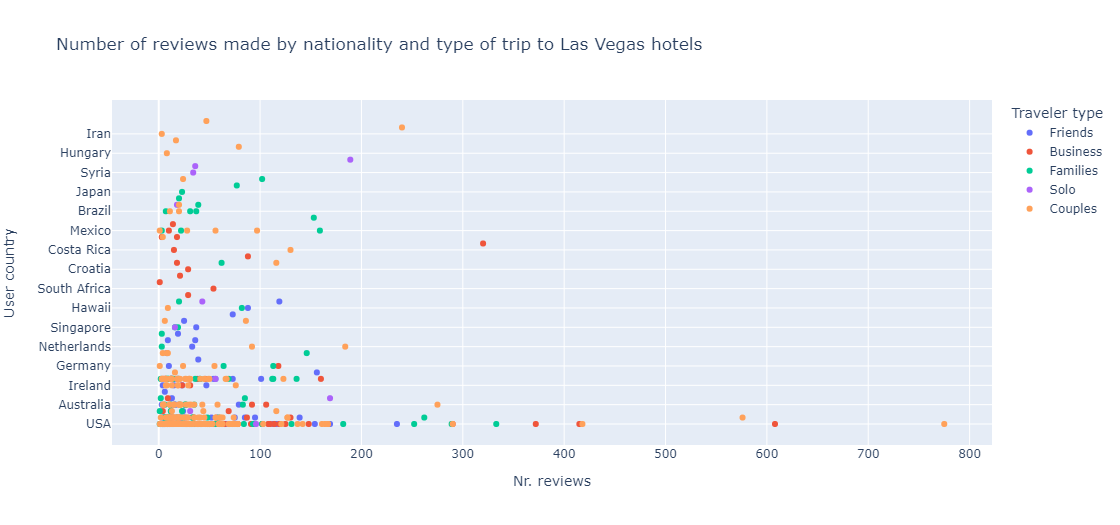 Number of reviews made by nationality and type of trip to Las Vegas hotels
Traveler type
Friends
Business
Families
Solo
Couples
User country
Iran
Hungary
Syria
Japan
Brazil
Mexico
Costa Rica
Croatia
South Africa
Hawaii
Singapore
Netherlands
Germany
Ireland
Australia
USA
0 100 200 300 400 500 600 700 800
Nr. reviews